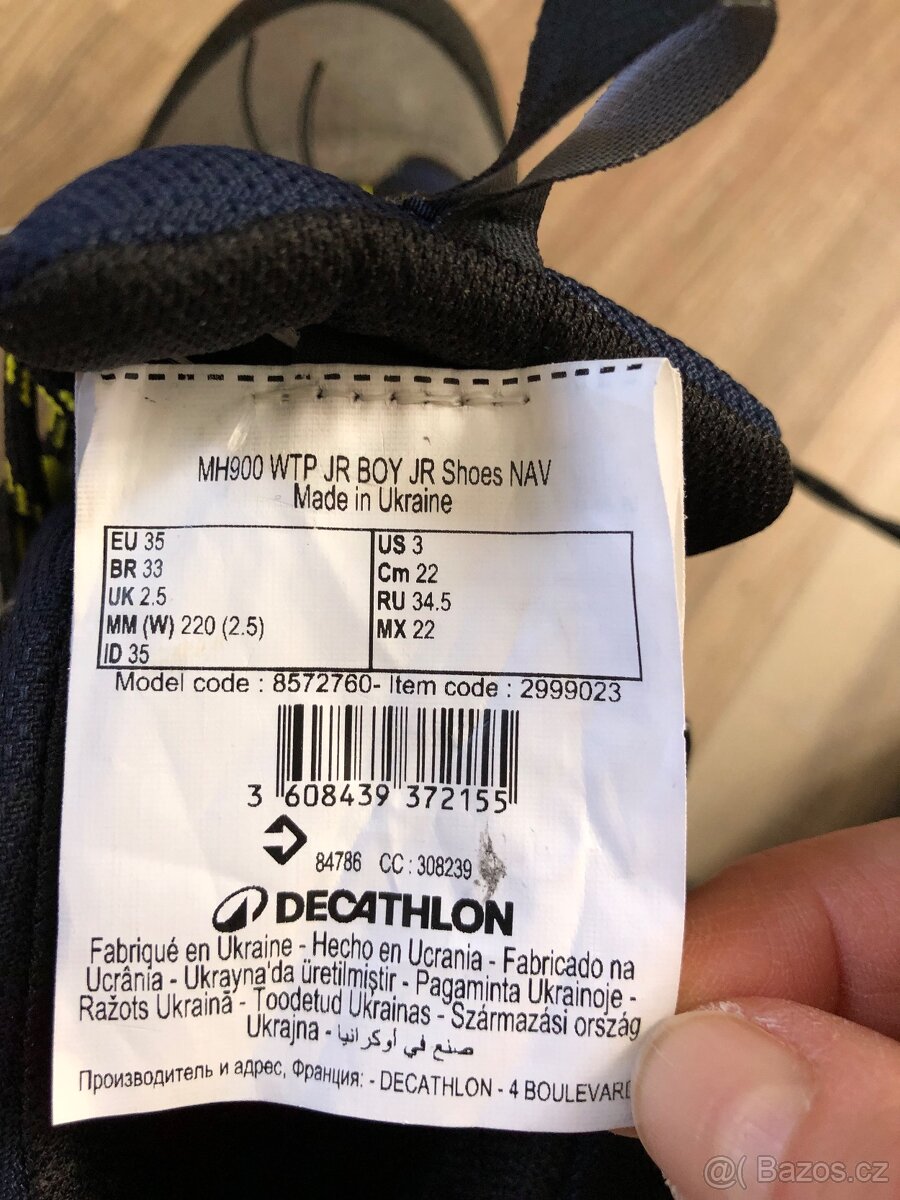 MH900 WTP JR BOY JR Shoes NAV
Made in Ukraine
EU 35
BR 33
UK 2.5
MM (W) 220 (2.5)
ID 35
US 3
Cm 22
RU 34.5
MX 22
Model code : 8572760- Item code : 2999023
3 608439 372155
84786 CC : 308239
DECATHLON
Fabriqué en Ukraine - Hecho en Ucrania - Fabricado na
Ucrânia - Ukrayna'da üretilmiştir - Pagaminta Ukrainoje -
Ražots Ukrainā - Toodetud Ukrainas - Származási ország
Ukrajna - صنع في أوكرانيا
Производитель и адрес, Франция: - DECATHLON - 4 BOULEVARD
@( Bazos.cz